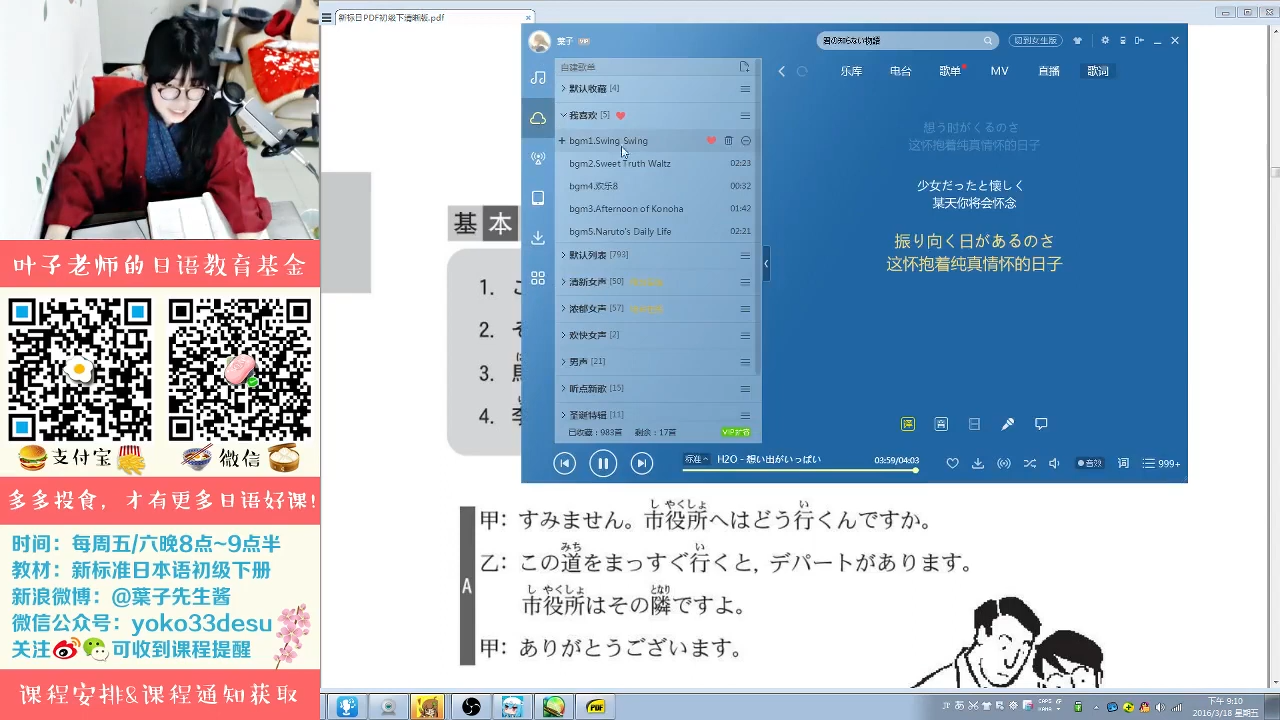 新标日PDF初级下清晰版.pdf
叶子老师的日语教育基金
支付宝
微信
多多投食，才有更多日语好课!
时间：每周五/六晚8点~9点半
教材：新标准日本语初级下册
新浪微博：@葉子先生酱
微信公众号：yoko33desu
关注 可收到课程提醒
课程安排&课程通知获取
葉子
君の知らない物語
切到女生版
乐库 电台 歌单 MV 直播 歌词
自建歌单
默认收藏 [4]
我喜欢 [5]
bgm1.Swing Swing
bgm2.Sweet Truth Waltz 02:23
bgm4.欢乐8 00:32
bgm3.Afternoon of Konoha 01:42
bgm5.Naruto's Daily Life 02:21
默认列表 [793]
清新女声 [50]
浓郁女声 [57]
欢快女声 [2]
男声 [21]
听点新歌 [15]
圣诞特辑 [11]
已收藏：983首 剩余：17首 VIP扩容
想う时がくるのさ
这怀抱着纯真情怀的日子
少女だったと懐しく
某天你将会怀念
振り向く日があるのさ
这怀抱着纯真情怀的日子
译 音
标准 H2O - 想い出がいっぱい 03:59/04:03
音效 词 999+
基本
1. こ
2. そ
3.
4. 李
A
甲：すみません。市役所へはどう行くんですか。
乙：この道をまっすぐ行くと，デパートがあります。
市役所はその隣ですよ。
甲：ありがとうございます。
PDF
下午 9:10
2016/3/18 星期五